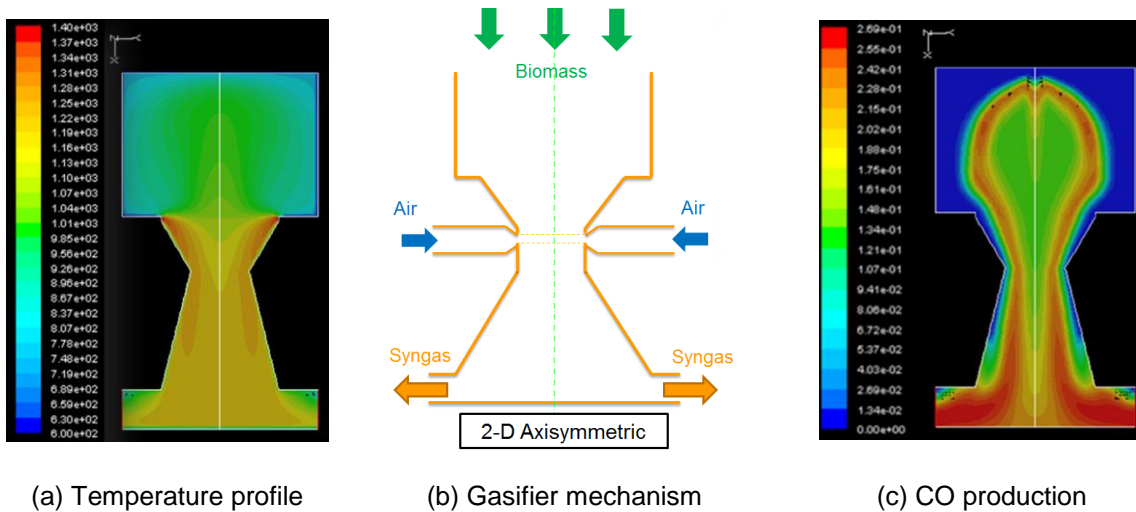 1.40e+03
1.37e+03
1.34e+03
1.31e+03
1.28e+03
1.25e+03
1.22e+03
1.19e+03
1.16e+03
1.13e+03
1.10e+03
1.07e+03
1.04e+03
1.01e+03
9.85e+02
9.56e+02
9.26e+02
8.96e+02
8.67e+02
8.37e+02
8.07e+02
7.78e+02
7.48e+02
7.19e+02
6.89e+02
6.59e+02
6.30e+02
6.00e+02
Z Y
X
Biomass
Air Air
Syngas Syngas
2-D Axisymmetric
2.69e-01
2.55e-01
2.42e-01
2.28e-01
2.15e-01
2.02e-01
1.88e-01
1.75e-01
1.61e-01
1.48e-01
1.34e-01
1.21e-01
1.07e-01
9.41e-02
8.06e-02
6.72e-02
5.38e-02
4.03e-02
2.69e-02
1.34e-02
0.00e+00
Z Y
X
(a) Temperature profile (b) Gasifier mechanism (c) CO production